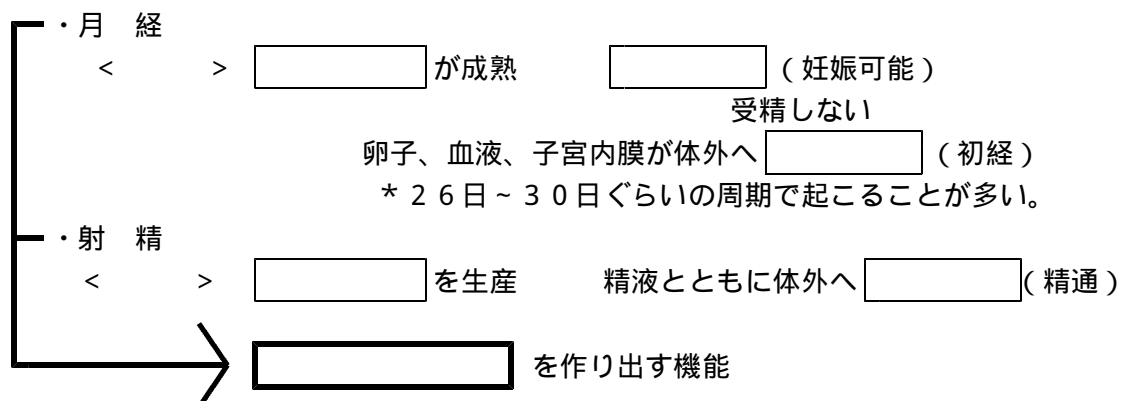 ・月　経
＜　　　＞　　　　が成熟　　　　（妊娠可能）
受精しない
卵子、血液、子宮内膜が体外へ　　　　（初経）
＊２６日～３０日ぐらいの周期で起こることが多い。
・射　精
＜　　　＞　　　　を生産　　精液とともに体外へ　　　　（精通）
を作り出す機能